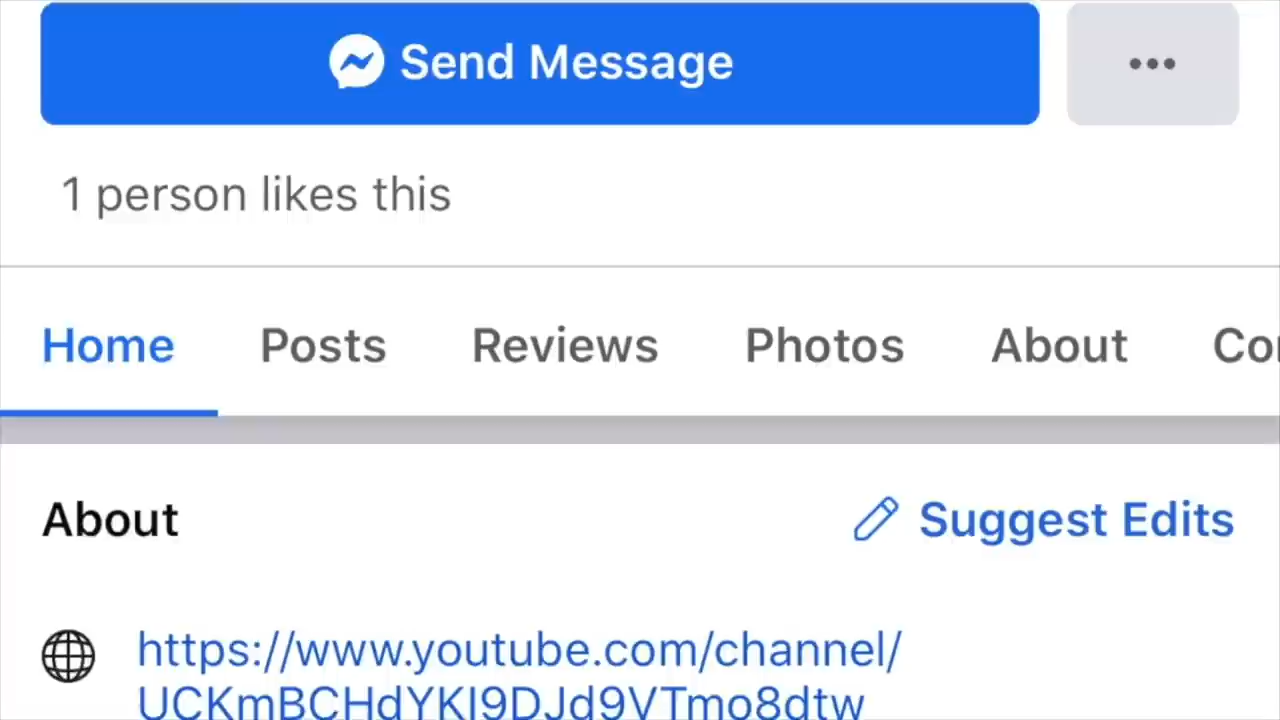 Send Message
1 person likes this
Home Posts Reviews Photos About
About
Suggest Edits
https://www.youtube.com/channel/